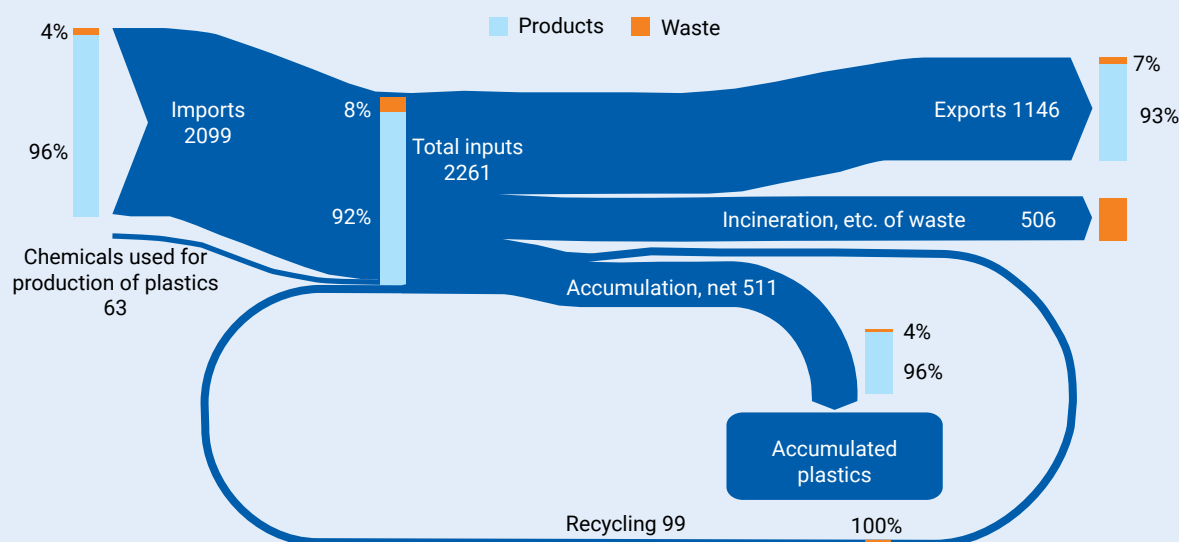 Products
Waste
4%
96%
Imports
2099
Chemicals used for
production of plastics
63
8%
92%
Total inputs
2261
Exports 1146
7%
93%
Incineration, etc. of waste 506
Accumulation, net 511
4%
96%
Accumulated
plastics
Recycling 99
100%